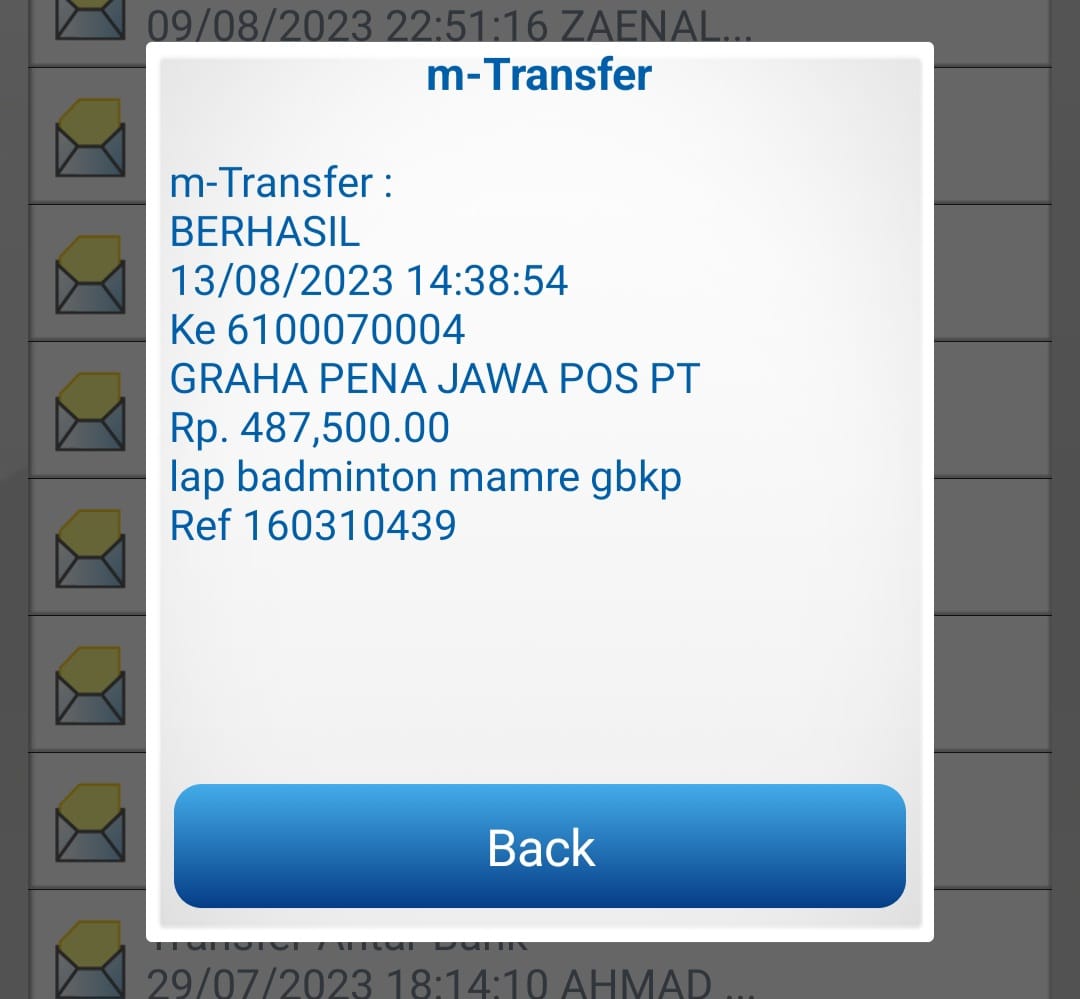 09/08/2023 22:51:16 ZAENAL...
m-Transfer
m-Transfer :
BERHASIL
13/08/2023 14:38:54
Ke 6100070004
GRAHA PENA JAWA POS PT
Rp. 487,500.00
lap badminton mamre gbkp
Ref 160310439
Back
Transfer Antar Bank
29/07/2023 18:14:10 AHMAD ...